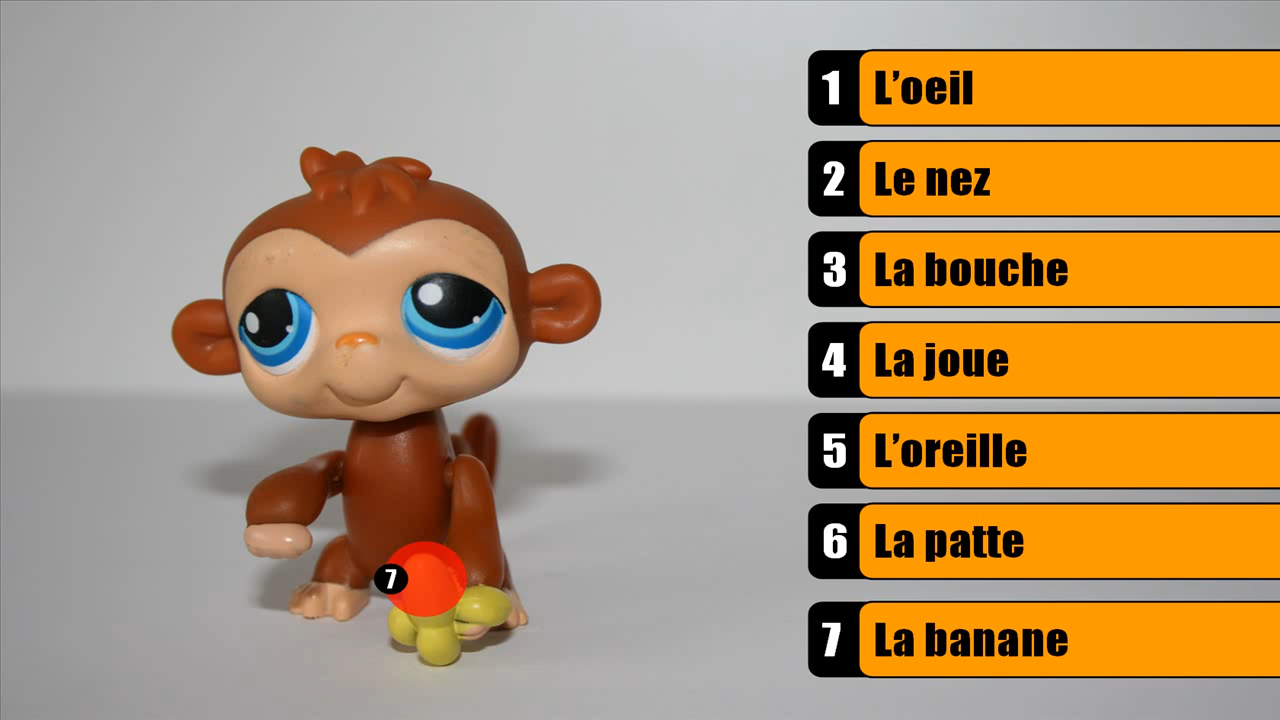 1 L’oeil
2 Le nez
3 La bouche
4 La joue
5 L’oreille
6 La patte
7 La banane
7